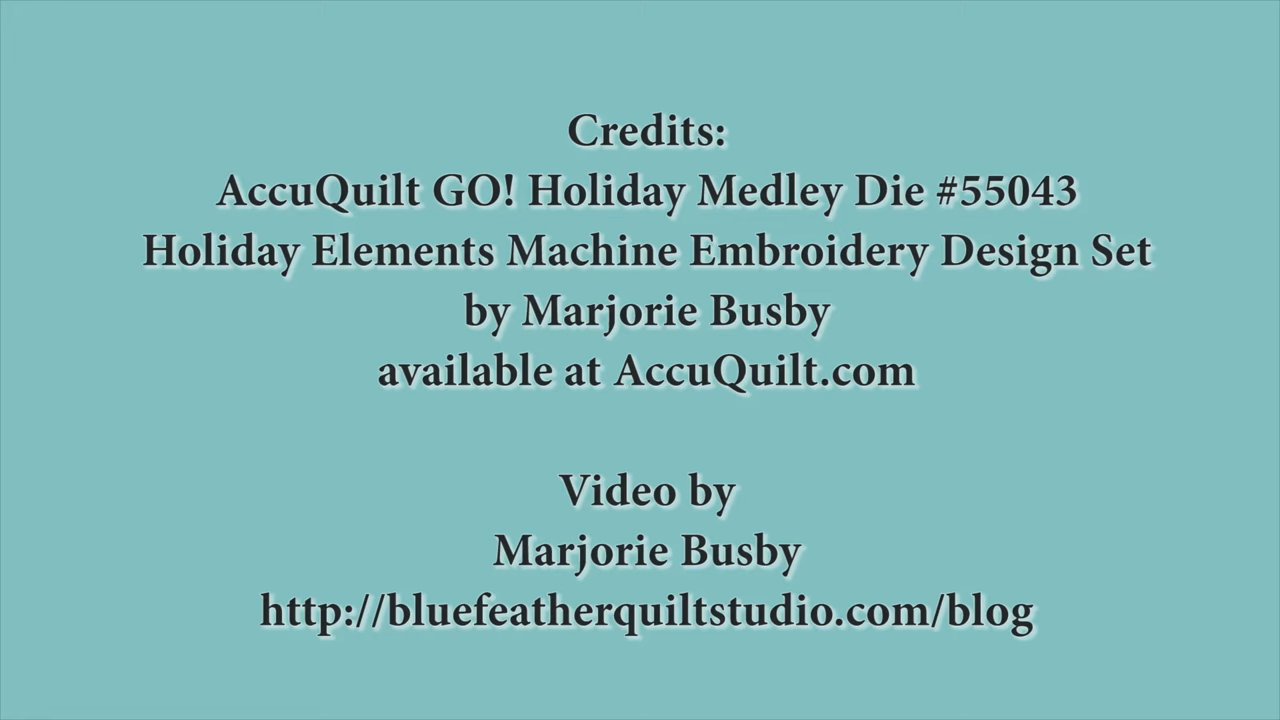 Credits:
AccuQuilt GO! Holiday Medley Die #55043
Holiday Elements Machine Embroidery Design Set
by Marjorie Busby
available at AccuQuilt.com
Video by
Marjorie Busby
http://bluefeatherquiltstudio.com/blog